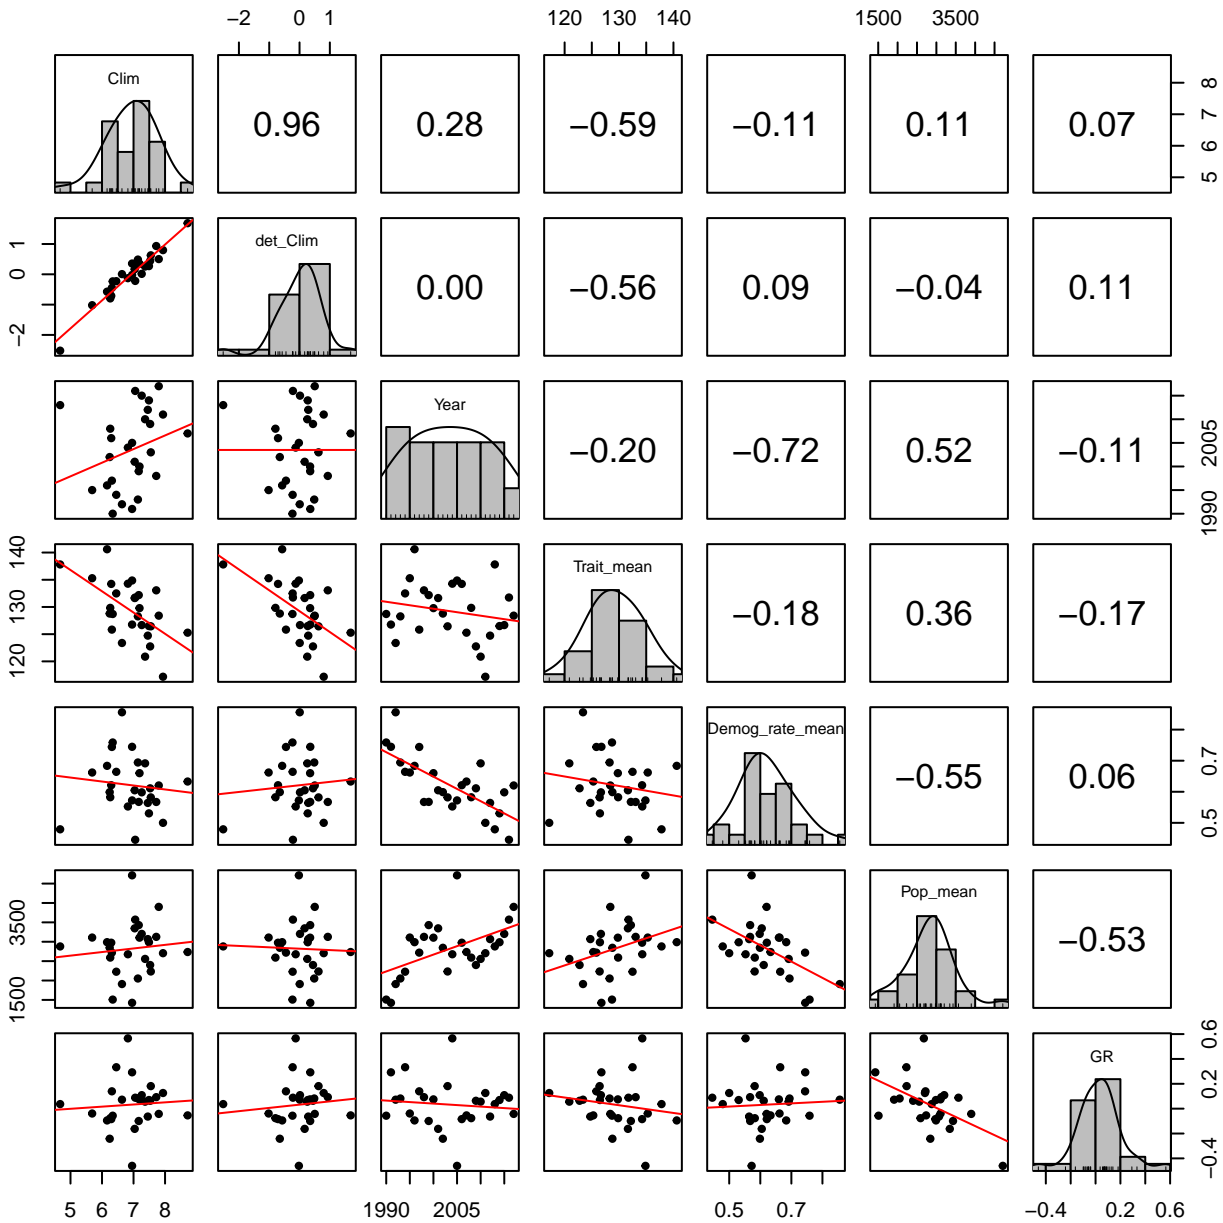 −2 0 1 120 130 140 1500 3500
Clim
0.96 0.28 −0.59 −0.11 0.11 0.07
5 6 7 8
−2 0 1
det_Clim
0.00 −0.56 0.09 −0.04 0.11
Year
−0.20 −0.72 0.52 −0.11
1990 2005
120 130 140
Trait_mean
−0.18 0.36 −0.17
Demog_rate_mean
−0.55 0.06
0.5 0.7
1500 3500
Pop_mean
−0.53
GR
−0.4 0.2 0.6
5 6 7 8 1990 2005 0.5 0.7 −0.4 0.2 0.6